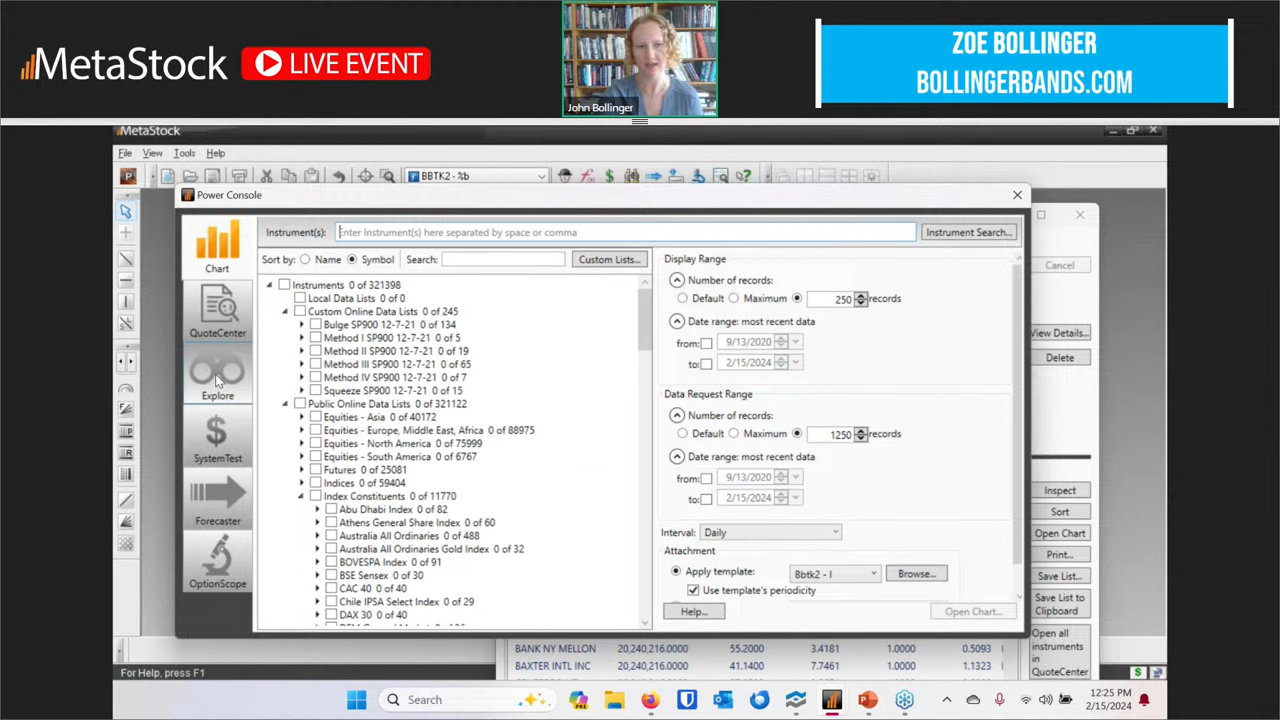 MetaStock
LIVE EVENT
John Bollinger
ZOE BOLLINGER
BOLLINGERBANDS.COM
MetaStock
File View Tools Help
BBTK2 - %b
Power Console
Chart
QuoteCenter
Explore
SystemTest
Forecaster
OptionScope
Instrument(s): Enter Instrument(s) here separated by space or comma Instrument Search...
Sort by: Name Symbol Search: Custom Lists...
Instruments 0 of 321398
Local Data Lists 0 of 0
Custom Online Data Lists 0 of 245
Bulge SP900 12-7-21 0 of 134
Method I SP900 12-7-21 0 of 5
Method II SP900 12-7-21 0 of 19
Method III SP900 12-7-21 0 of 65
Method IV SP900 12-7-21 0 of 7
Squeeze SP900 12-7-21 0 of 15
Public Online Data Lists 0 of 321122
Equities - Asia 0 of 40172
Equities - Europe, Middle East, Africa 0 of 88975
Equities - North America 0 of 75999
Equities - South America 0 of 6767
Futures 0 of 25081
Indices 0 of 59404
Index Constituents 0 of 11770
Abu Dhabi Index 0 of 82
Athens General Share Index 0 of 60
Australia All Ordinaries 0 of 488
Australia All Ordinaries Gold Index 0 of 32
BOVESPA Index 0 of 91
BSE Sensex 0 of 30
CAC 40 0 of 40
Chile IPSA Select Index 0 of 29
DAX 30 0 of 40
Display Range
Number of records:
Default Maximum 250 records
Date range: most recent data
from: 9/13/2020
to: 2/15/2024
Data Request Range
Number of records:
Default Maximum 1250 records
Date range: most recent data
from: 9/13/2020
to: 2/15/2024
Interval: Daily
Attachment
Apply template: Bbtk2 - I Browse...
Use template's periodicity
Help... Open Chart...
Cancel
View Details...
Delete
Inspect
Sort
Open Chart
Print...
Save List...
Save List to
Clipboard
Open all
instruments
in
QuoteCenter
BANK NY MELLON 20,240,216.0000 55.2000 3.4181 1.0000 0.5093
BAXTER INTL INC 20,240,216.0000 41.1400 7.7461 1.0000 1.1323
For Help, press F1
Search
12:25 PM
2/15/2024